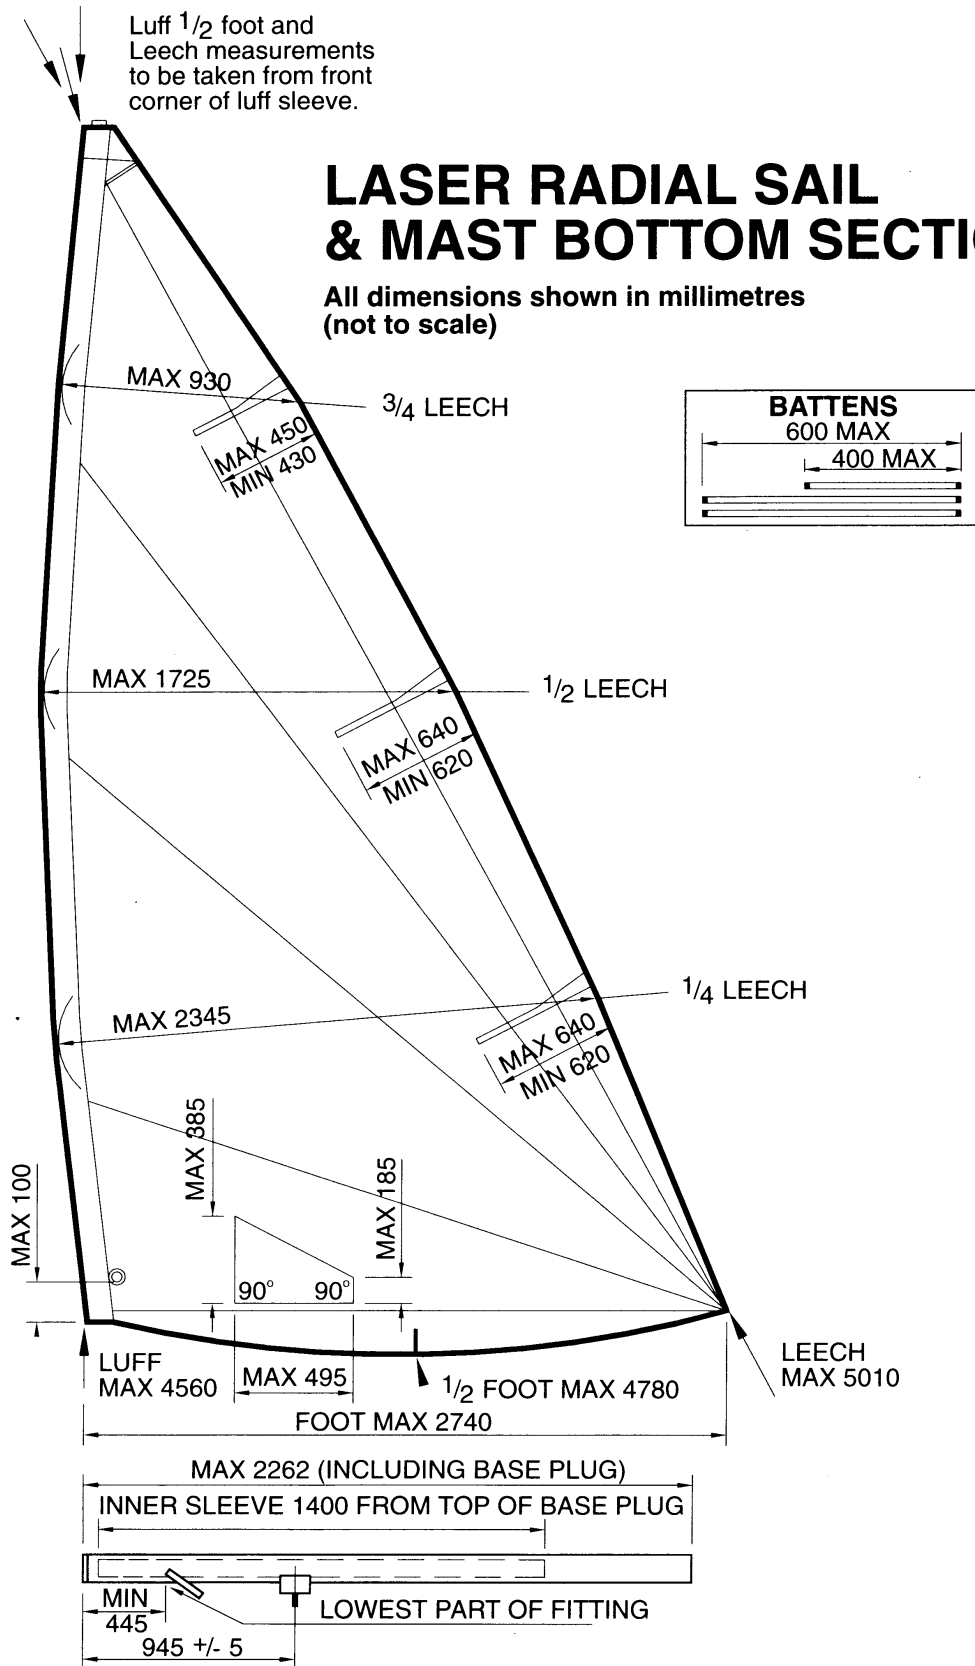 Luff 1/2 foot and
Leech measurements
to be taken from front
corner of luff sleeve.
LASER RADIAL SAIL
& MAST BOTTOM SECTI
All dimensions shown in millimetres
(not to scale)
MAX 930
3/4 LEECH
MAX 450
MIN 430
BATTENS
600 MAX
400 MAX
MAX 1725
1/2 LEECH
MAX 640
MIN 620
1/4 LEECH
MAX 2345
MAX 640
MIN 620
MAX 385
MAX 185
MAX 100
90° 90°
LUFF
MAX 4560
MAX 495
1/2 FOOT MAX 4780
LEECH
MAX 5010
FOOT MAX 2740
MAX 2262 (INCLUDING BASE PLUG)
INNER SLEEVE 1400 FROM TOP OF BASE PLUG
MIN
445
LOWEST PART OF FITTING
945 +/- 5